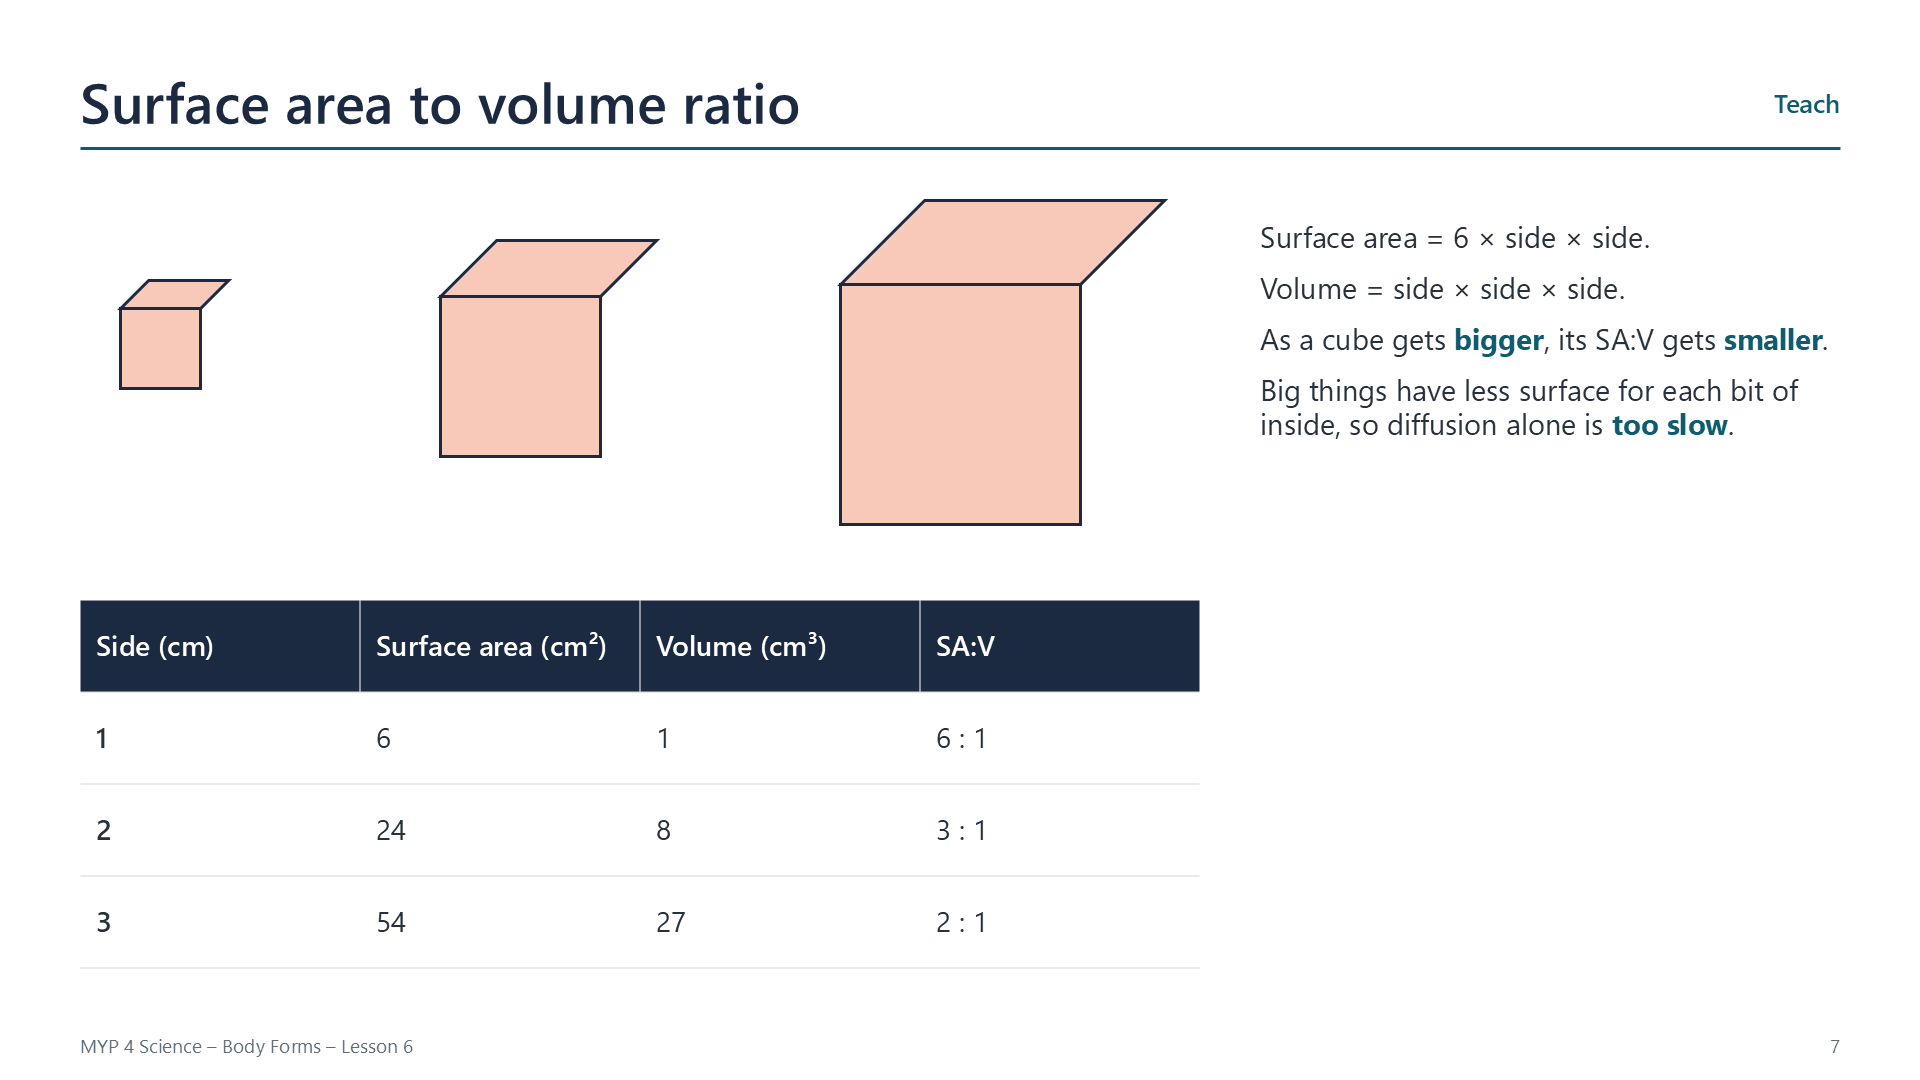 Surface area to volume ratio
Teach
Surface area = 6 × side × side.
Volume = side × side × side.
As a cube gets bigger, its SA:V gets smaller.
Big things have less surface for each bit of
inside, so diffusion alone is too slow.
Side (cm) Surface area (cm²) Volume (cm³) SA:V
1 6 1 6 : 1
2 24 8 3 : 1
3 54 27 2 : 1
MYP 4 Science – Body Forms – Lesson 6
7